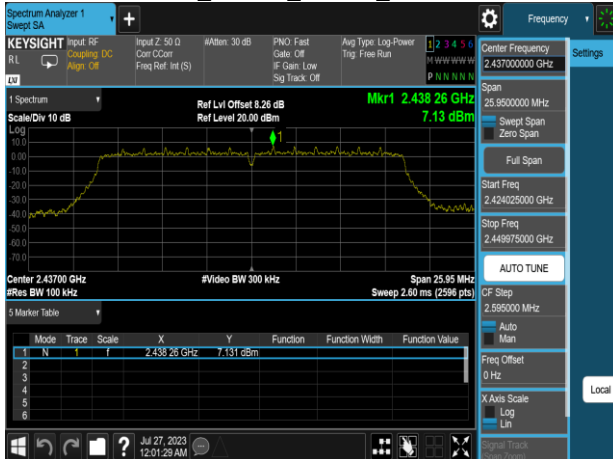 Spectrum Analyzer 1
Swept SA
Frequency
KEYSIGHT
RL
Input: RF
Coupling: DC
Align: Off
Input Z: 50 Ω
Corr CCorr
Freq Ref: Int (S)
#Atten: 30 dB
PNO: Fast
Gate: Off
IF Gain: Low
Sig Track: Off
Avg Type: Log-Power
Trig: Free Run
1 2 3 4 5 6
M W W W W W
P N N N N N
LXI
Center Frequency
2.437000000 GHz
Settings
Span
25.9500000 MHz
Swept Span
Zero Span
Full Span
Start Freq
2.424025000 GHz
Stop Freq
2.449975000 GHz
AUTO TUNE
CF Step
2.595000 MHz
Auto
Man
Freq Offset
0 Hz
X Axis Scale
Log
Lin
Signal Track
(Span Zoom)
Local
1 Spectrum
Scale/Div 10 dB
Ref Lvl Offset 8.26 dB
Ref Level 20.00 dBm
Mkr1 2.438 26 GHz
7.13 dBm
Log
10.0
0.00
-10.0
-20.0
-30.0
-40.0
-50.0
-60.0
-70.0
1
Center 2.43700 GHz
#Video BW 300 kHz
Span 25.95 MHz
#Res BW 100 kHz
Sweep 2.60 ms (2596 pts)
5 Marker Table
Mode Trace Scale X Y Function Function Width Function Value
1 N 1 f 2.438 26 GHz 7.131 dBm
2
3
4
5
6
?
Jul 27, 2023
12:01:29 AM